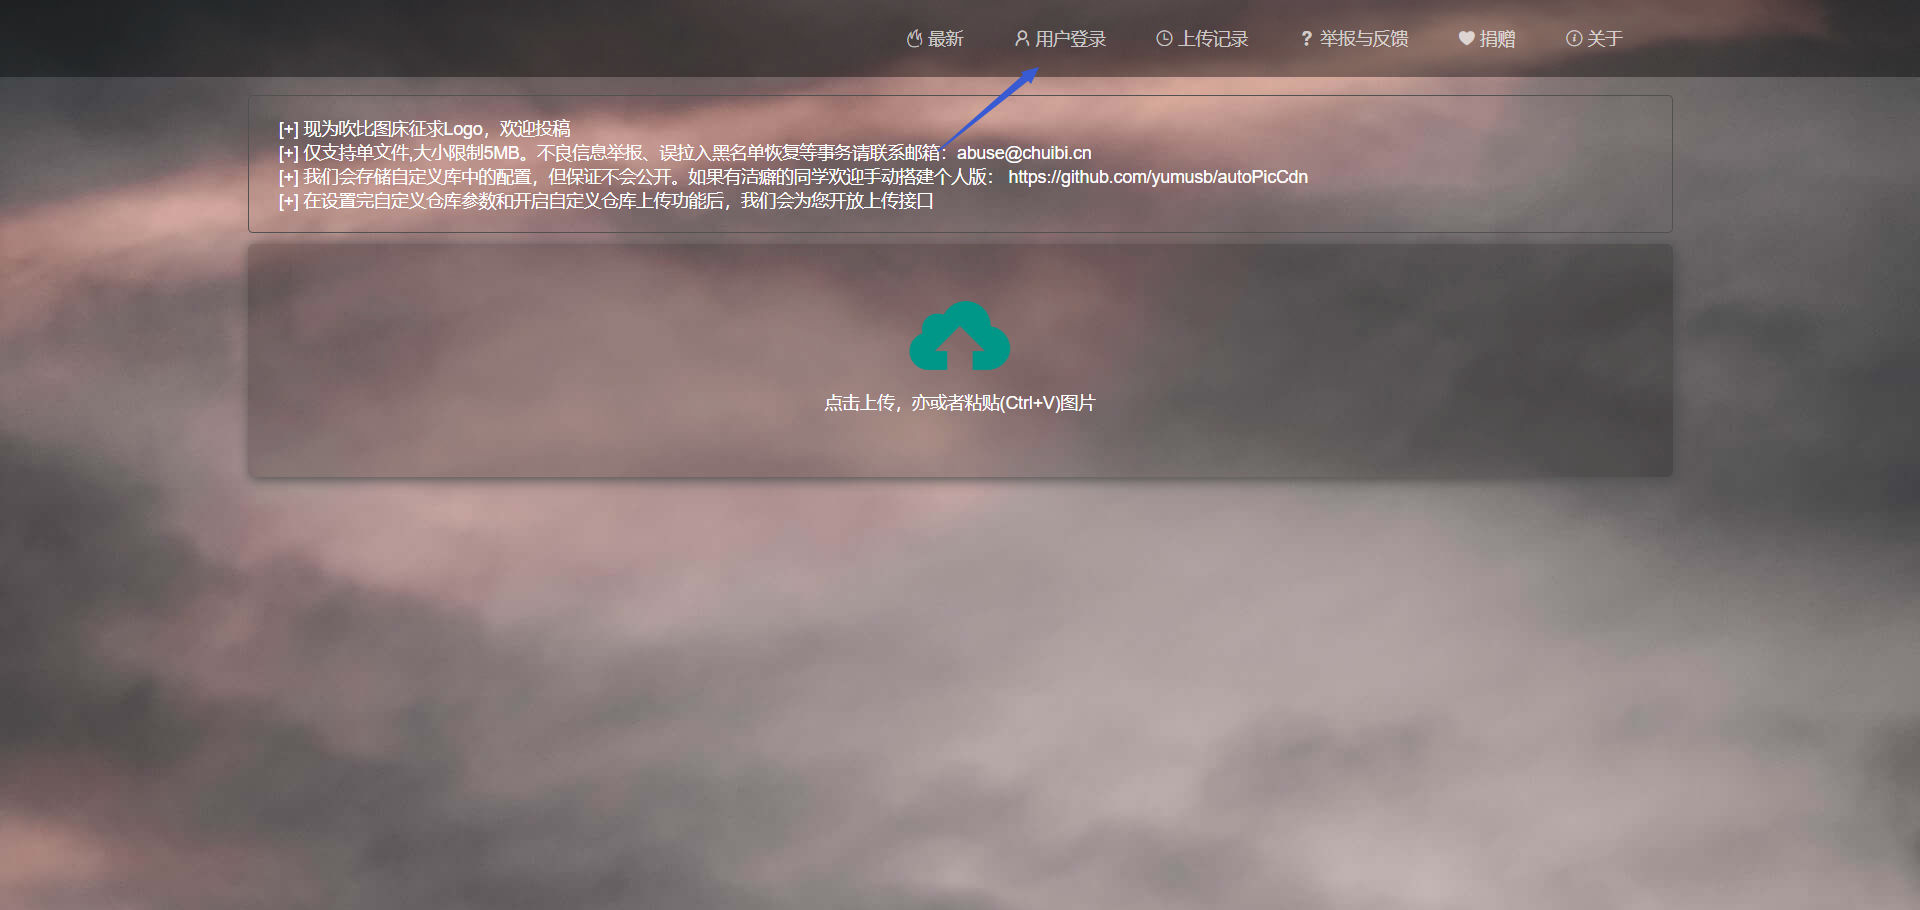 最新 用户登录 上传记录 ? 举报与反馈 捐赠 关于
[+] 现为吹比图床征求Logo，欢迎投稿
[+] 仅支持单文件,大小限制5MB。不良信息举报、误拉入黑名单恢复等事务请联系邮箱：abuse@chuibi.cn
[+] 我们会存储自定义库中的配置，但保证不会公开。如果有洁癖的同学欢迎手动搭建个人版： https://github.com/yumusb/autoPicCdn
[+] 在设置完自定义仓库参数和开启自定义仓库上传功能后，我们会为您开放上传接口
点击上传，亦或者粘贴(Ctrl+V)图片